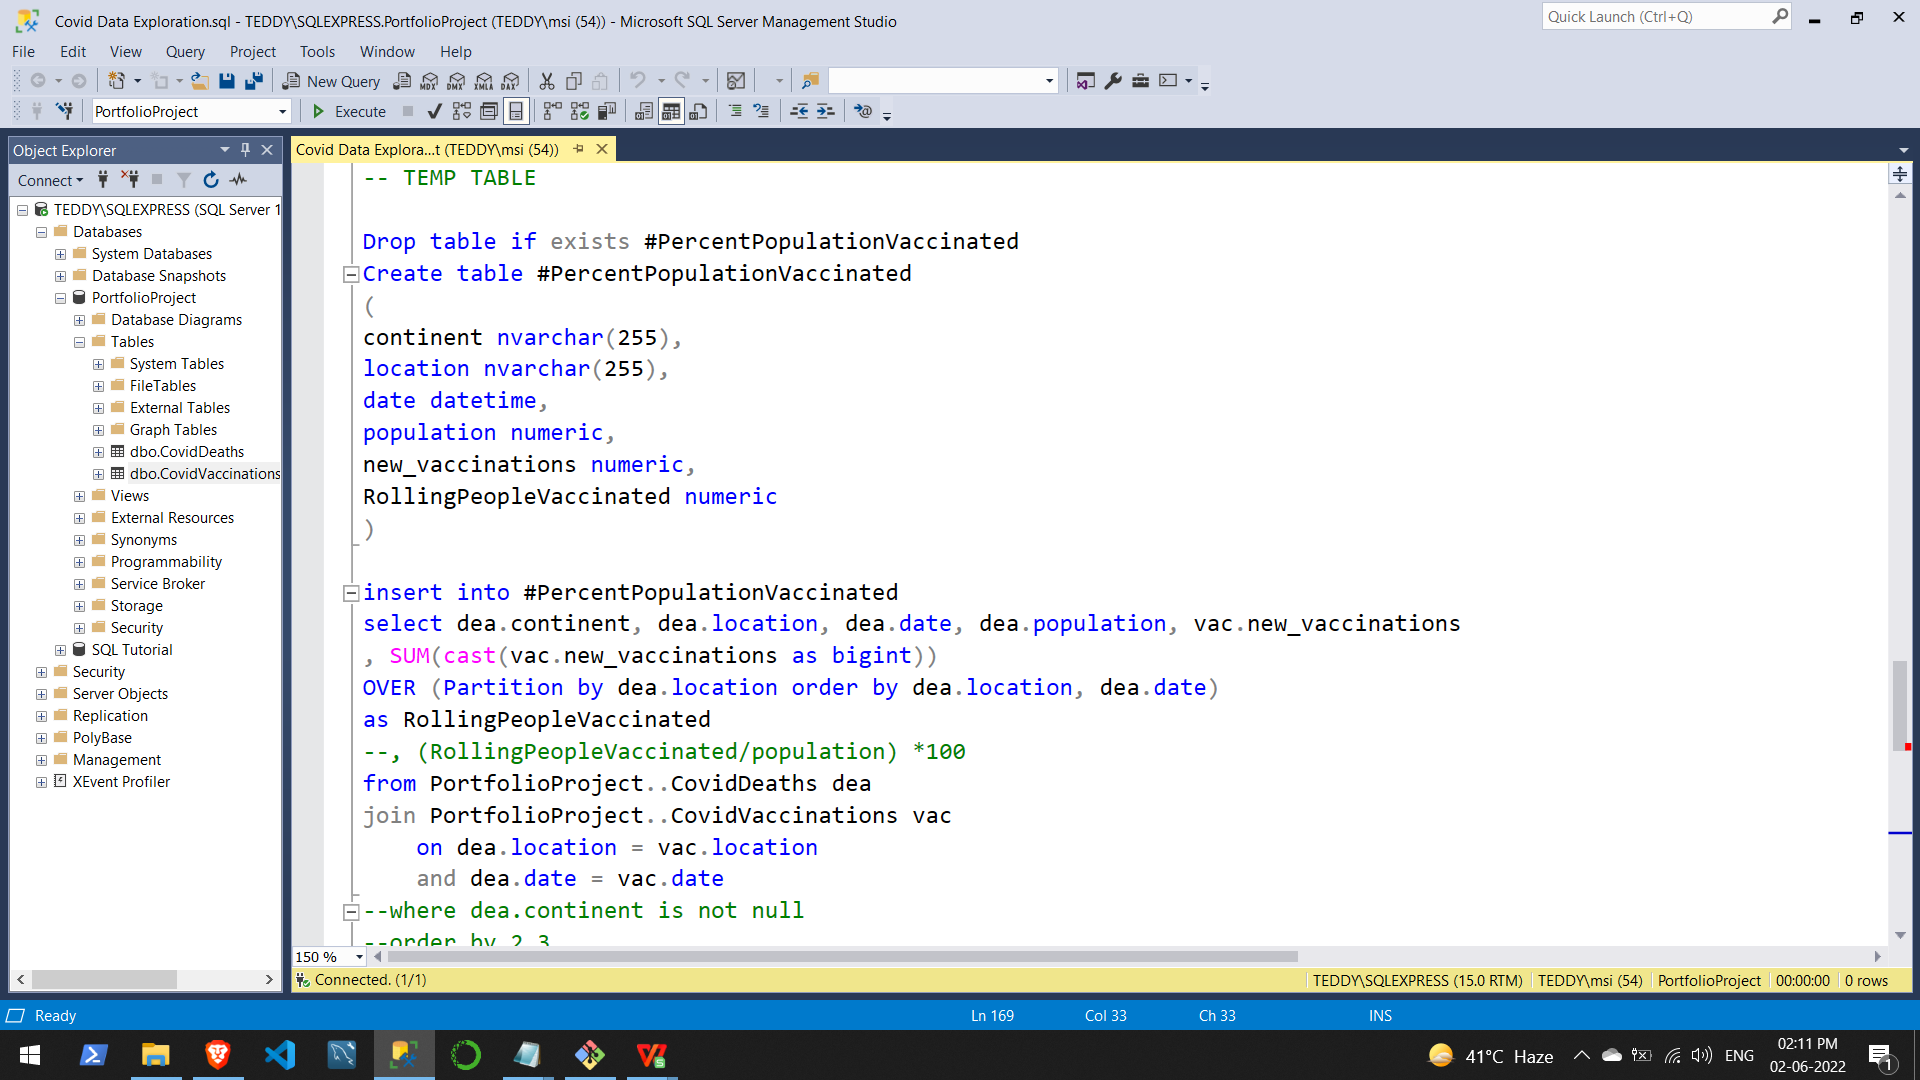 Covid Data Exploration.sql - TEDDY\SQLEXPRESS.PortfolioProject (TEDDY\msi (54)) - Microsoft SQL Server Management Studio
Quick Launch (Ctrl+Q)
File Edit View Query Project Tools Window Help
New Query
MDX DMX XMLA DAX
PortfolioProject
Execute
Object Explorer
Covid Data Explora...t (TEDDY\msi (54))
Connect
TEDDY\SQLEXPRESS (SQL Server 1
Databases
System Databases
Database Snapshots
PortfolioProject
Database Diagrams
Tables
System Tables
FileTables
External Tables
Graph Tables
dbo.CovidDeaths
dbo.CovidVaccinations
Views
External Resources
Synonyms
Programmability
Service Broker
Storage
Security
SQL Tutorial
Security
Server Objects
Replication
PolyBase
Management
XEvent Profiler
-- TEMP TABLE
Drop table if exists #PercentPopulationVaccinated
Create table #PercentPopulationVaccinated
(
continent nvarchar(255),
location nvarchar(255),
date datetime,
population numeric,
new_vaccinations numeric,
RollingPeopleVaccinated numeric
)
insert into #PercentPopulationVaccinated
select dea.continent, dea.location, dea.date, dea.population, vac.new_vaccinations
, SUM(cast(vac.new_vaccinations as bigint))
OVER (Partition by dea.location order by dea.location, dea.date)
as RollingPeopleVaccinated
--, (RollingPeopleVaccinated/population) *100
from PortfolioProject..CovidDeaths dea
join PortfolioProject..CovidVaccinations vac
on dea.location = vac.location
and dea.date = vac.date
--where dea.continent is not null
--order by 2,3
150 %
Connected. (1/1)
TEDDY\SQLEXPRESS (15.0 RTM) TEDDY\msi (54) PortfolioProject 00:00:00 0 rows
Ready
Ln 169 Col 33 Ch 33 INS
41°C Haze
ENG
02:11 PM
02-06-2022
1